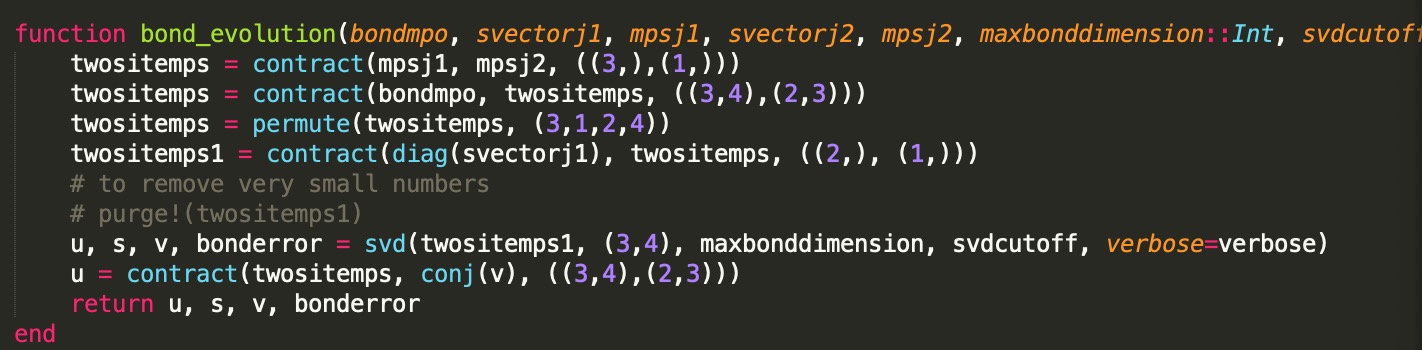 function bond_evolution(bondmpo, svectorj1, mpsj1, svectorj2, mpsj2, maxbonddimension::Int, svdcutoff
twositemps = contract(mpsj1, mpsj2, ((3,),(1,)))
twositemps = contract(bondmpo, twositemps, ((3,4),(2,3)))
twositemps = permute(twositemps, (3,1,2,4))
twositemps1 = contract(diag(svectorj1), twositemps, ((2,), (1,)))
# to remove very small numbers
# purge!(twositemps1)
u, s, v, bonderror = svd(twositemps1, (3,4), maxbonddimension, svdcutoff, verbose=verbose)
u = contract(twositemps, conj(v), ((3,4),(2,3)))
return u, s, v, bonderror
end